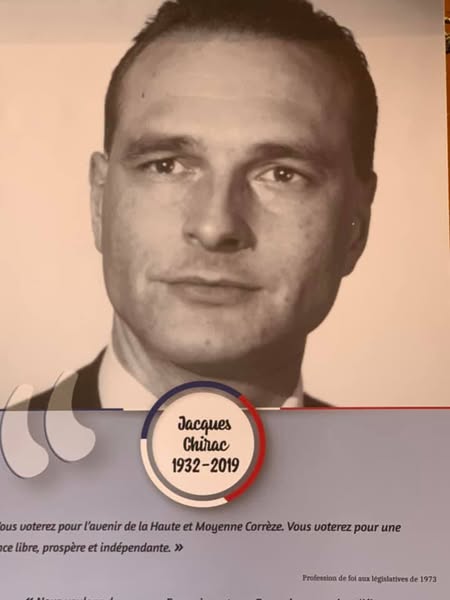 Jacques
Chirac
1932-2019
Vous voterez pour l'avenir de la Haute et Moyenne Corrèze. Vous voterez pour une
libre, prospère et indépendante. »
Profession de foi aux législatives de 1973